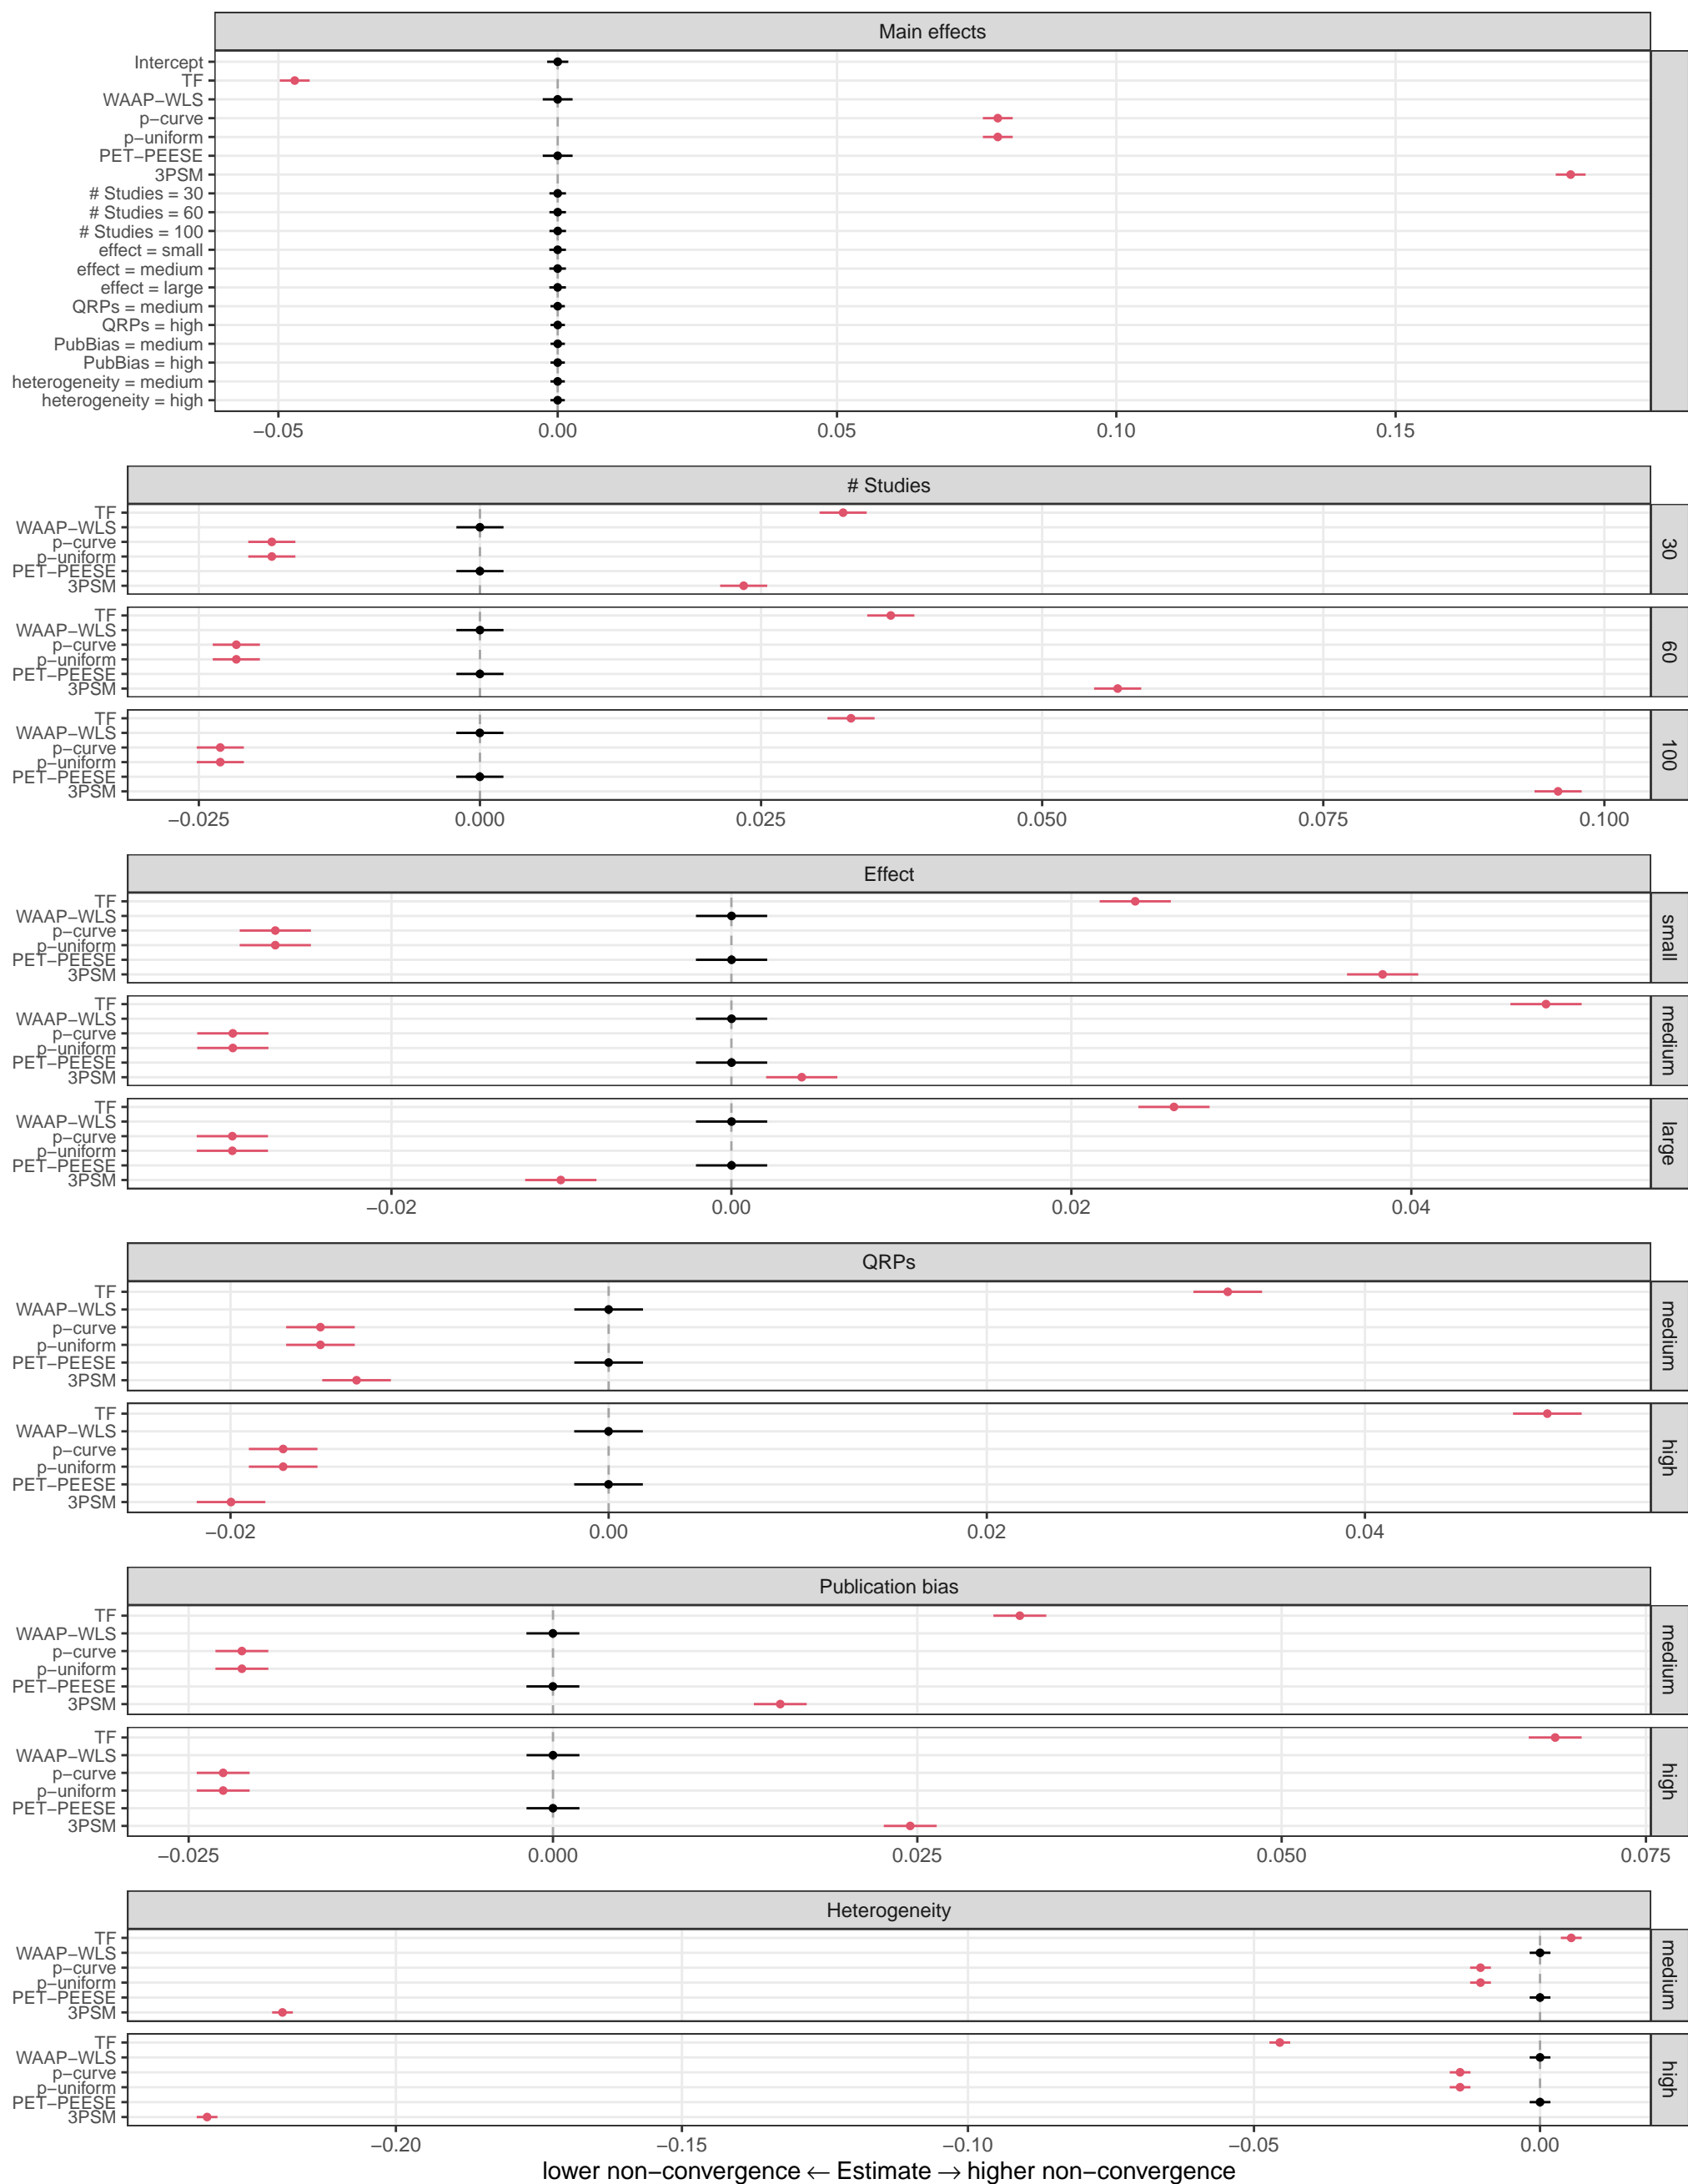 Main effects
Intercept
TF
WAAP−WLS
p−curve
p−uniform
PET−PEESE
3PSM
# Studies = 30
# Studies = 60
# Studies = 100
effect = small
effect = medium
effect = large
QRPs = medium
QRPs = high
PubBias = medium
PubBias = high
heterogeneity = medium
heterogeneity = high
−0.05 0.00 0.05 0.10 0.15
# Studies
TF
WAAP−WLS
p−curve
p−uniform
PET−PEESE
3PSM
30
TF
WAAP−WLS
p−curve
p−uniform
PET−PEESE
3PSM
60
TF
WAAP−WLS
p−curve
p−uniform
PET−PEESE
3PSM
100
−0.025 0.000 0.025 0.050 0.075 0.100
Effect
TF
WAAP−WLS
p−curve
p−uniform
PET−PEESE
3PSM
small
TF
WAAP−WLS
p−curve
p−uniform
PET−PEESE
3PSM
medium
TF
WAAP−WLS
p−curve
p−uniform
PET−PEESE
3PSM
large
−0.02 0.00 0.02 0.04
QRPs
TF
WAAP−WLS
p−curve
p−uniform
PET−PEESE
3PSM
medium
TF
WAAP−WLS
p−curve
p−uniform
PET−PEESE
3PSM
high
−0.02 0.00 0.02 0.04
Publication bias
TF
WAAP−WLS
p−curve
p−uniform
PET−PEESE
3PSM
medium
TF
WAAP−WLS
p−curve
p−uniform
PET−PEESE
3PSM
high
−0.025 0.000 0.025 0.050 0.075
Heterogeneity
TF
WAAP−WLS
p−curve
p−uniform
PET−PEESE
3PSM
medium
TF
WAAP−WLS
p−curve
p−uniform
PET−PEESE
3PSM
high
−0.20 −0.15 −0.10 −0.05 0.00
lower non−convergence ← Estimate → higher non−convergence